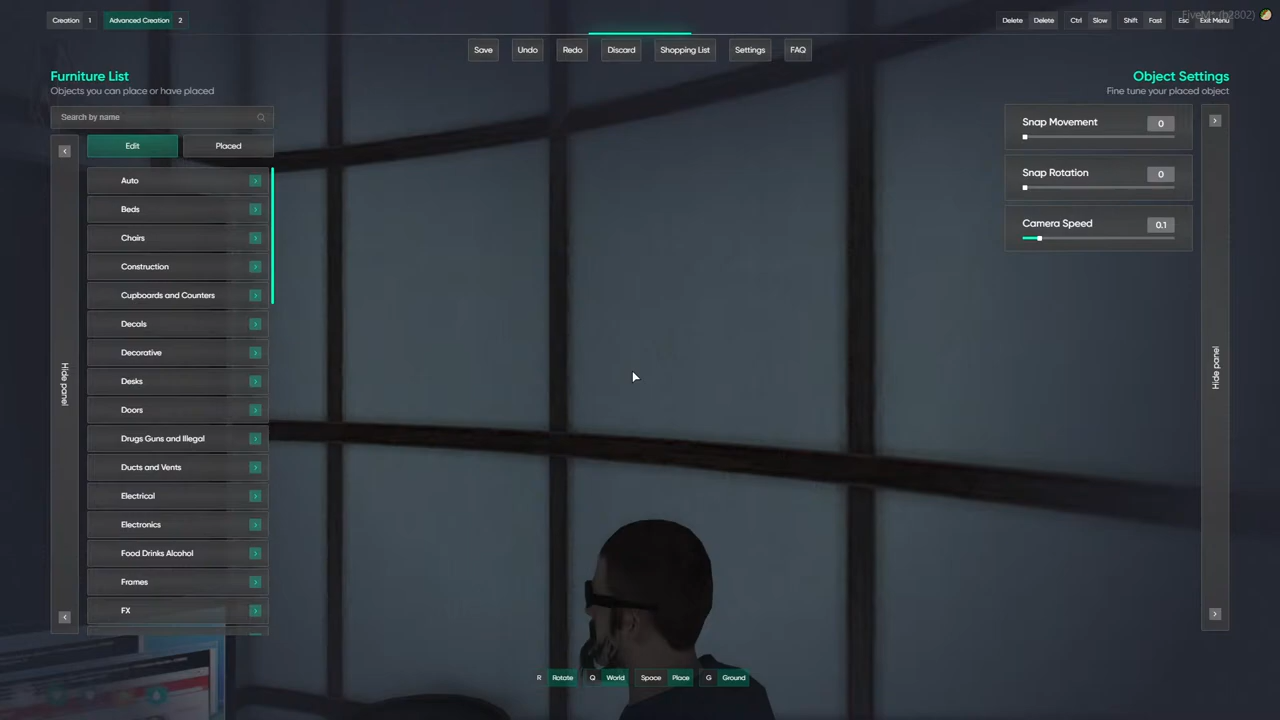 Creation 1 Advanced Creation 2
Delete Delete Ctrl Slow Shift Fast Esc Exit Menu
FiveM* (b2802)
Save Undo Redo Discard Shopping List Settings FAQ
Furniture List
Objects you can place or have placed
Search by name
Edit Placed
Auto
Beds
Chairs
Construction
Cupboards and Counters
Decals
Decorative
Desks
Doors
Drugs Guns and Illegal
Ducts and Vents
Electrical
Electronics
Food Drinks Alcohol
Frames
FX
Hide panel
Object Settings
Fine tune your placed object
Snap Movement 0
Snap Rotation 0
Camera Speed 0.1
Hide panel
R Rotate Q World Space Place G Ground